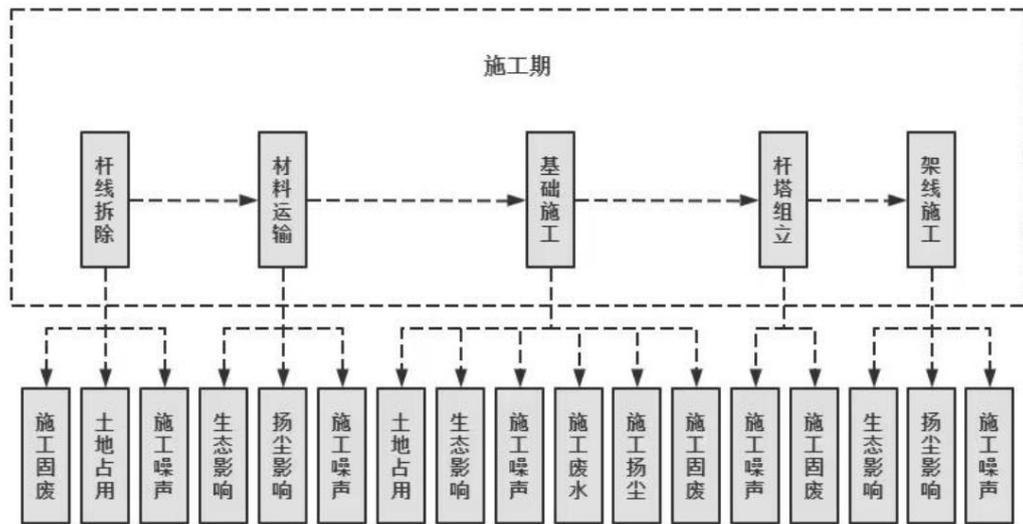 施工期
杆线拆除
材料运输
基础施工
杆塔组立
架线施工
施工固废
土地占用
施工噪声
生态影响
扬尘影响
施工噪声
土地占用
生态影响
施工噪声
施工废水
施工扬尘
施工固废
施工噪声
施工固废
生态影响
扬尘影响
施工噪声